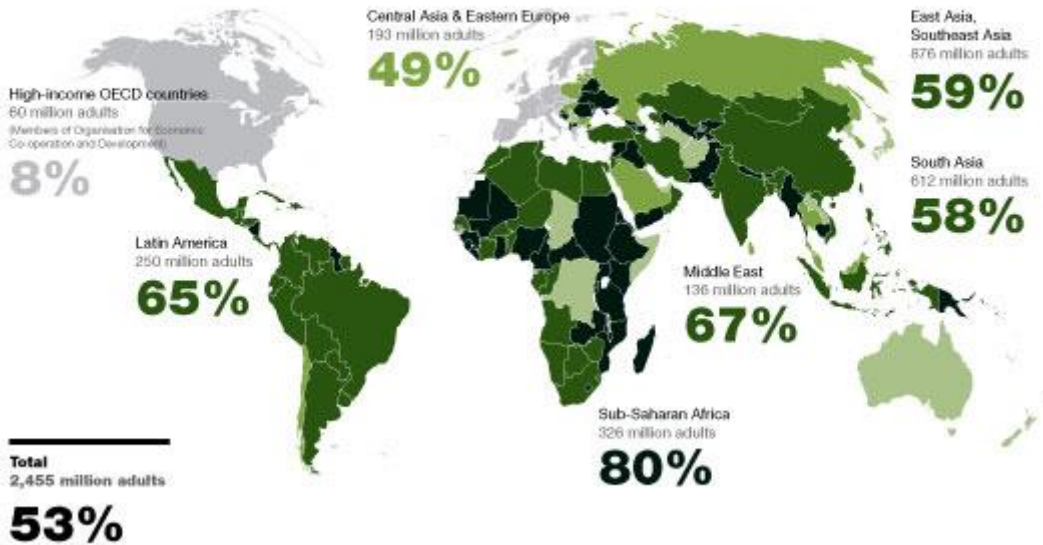 Central Asia & Eastern Europe
193 million adults
49%
East Asia,
Southeast Asia
876 million adults
59%
High-income OECD countries
60 million adults
(Members of Organisation for Economic
Co-operation and Development)
8%
South Asia
612 million adults
58%
Latin America
250 million adults
65%
Middle East
136 million adults
67%
Sub-Saharan Africa
326 million adults
80%
Total
2,455 million adults
53%